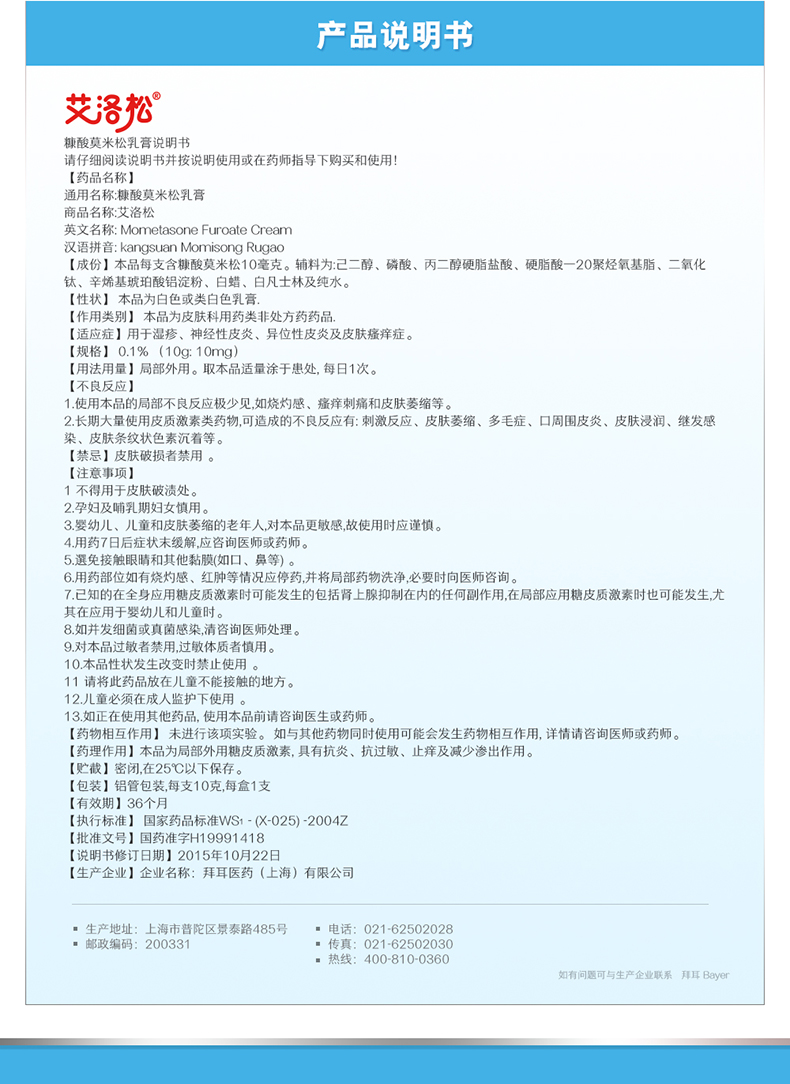 产品说明书
艾洛松®
糠酸莫米松乳膏说明书
请仔细阅读说明书并按说明使用或在药师指导下购买和使用!
【药品名称】
通用名称:糠酸莫米松乳膏
商品名称:艾洛松
英文名称: Mometasone Furoate Cream
汉语拼音: kangsuan Momisong Rugao
【成份】本品每支含糠酸莫米松10毫克。辅料为:己二醇、磷酸、丙二醇硬脂盐酸、硬脂酸一20聚烃氧基脂、二氧化
钛、辛烯基琥珀酸铝淀粉、白蜡、白凡士林及纯水。
【性状】 本品为白色或类白色乳膏.
【作用类别】 本品为皮肤科用药类非处方药药品.
【适应症】用于湿疹、神经性皮炎、异位性皮炎及皮肤瘙痒症。
【规格】 0.1% （10g: 10mg）
【用法用量】局部外用。取本品适量涂于患处, 每日1次。
【不良反应】
1.使用本品的局部不良反应极少见,如烧灼感、瘙痒刺痛和皮肤萎缩等。
2.长期大量使用皮质激素类药物,可造成的不良反应有: 刺激反应、皮肤萎缩、多毛症、口周围皮炎、皮肤浸润、继发感
染、皮肤条纹状色素沉着等。
【禁忌】皮肤破损者禁用 。
【注意事项】
1 不得用于皮肤破溃处。
2.孕妇及哺乳期妇女慎用。
3.婴幼儿、儿童和皮肤萎缩的老年人,对本品更敏感,故使用时应谨慎。
4.用药7日后症状末缓解,应咨询医师或药师。
5.選免接触眼睛和其他黏膜(如口、鼻等) 。
6.用药部位如有烧灼感、红肿等情况应停药,并将局部药物洗净,必要时向医师咨询。
7.已知的在全身应用糖皮质激素时可能发生的包括肾上腺抑制在内的任何副作用,在局部应用糖皮质激素时也可能发生,尤
其在应用于婴幼儿和儿童时。
8.如并发细菌或真菌感染,清咨询医师处理。
9.对本品过敏者禁用,过敏体质者慎用。
10.本品性状发生改变时禁止使用 。
11 请将此药品放在儿童不能接触的地方。
12.儿童必须在成人监护下使用 。
13.如正在使用其他药品, 使用本品前请咨询医生或药师。
【药物相互作用】 未进行该项实验。 如与其他药物同时使用可能会发生药物相互作用, 详情请咨询医师或药师。
【药理作用】本品为局部外用糖皮质激素, 具有抗炎、抗过敏、止痒及减少渗出作用。
【贮截】密闭,在25℃以下保存。
【包装】铝管包装,每支10克,每盒1支
【有效期】36个月
【执行标准】 国家药品标准WS₁ - (X-025) -2004Z
【批准文号】国药准字H19991418
【说明书修订日期】2015年10月22日
【生产企业】企业名称：拜耳医药（上海）有限公司
▪ 生产地址：上海市普陀区景泰路485号
▪ 邮政编码：200331
▪ 电话：021-62502028
▪ 传真：021-62502030
▪ 热线：400-810-0360
如有问题可与生产企业联系 拜耳 Bayer